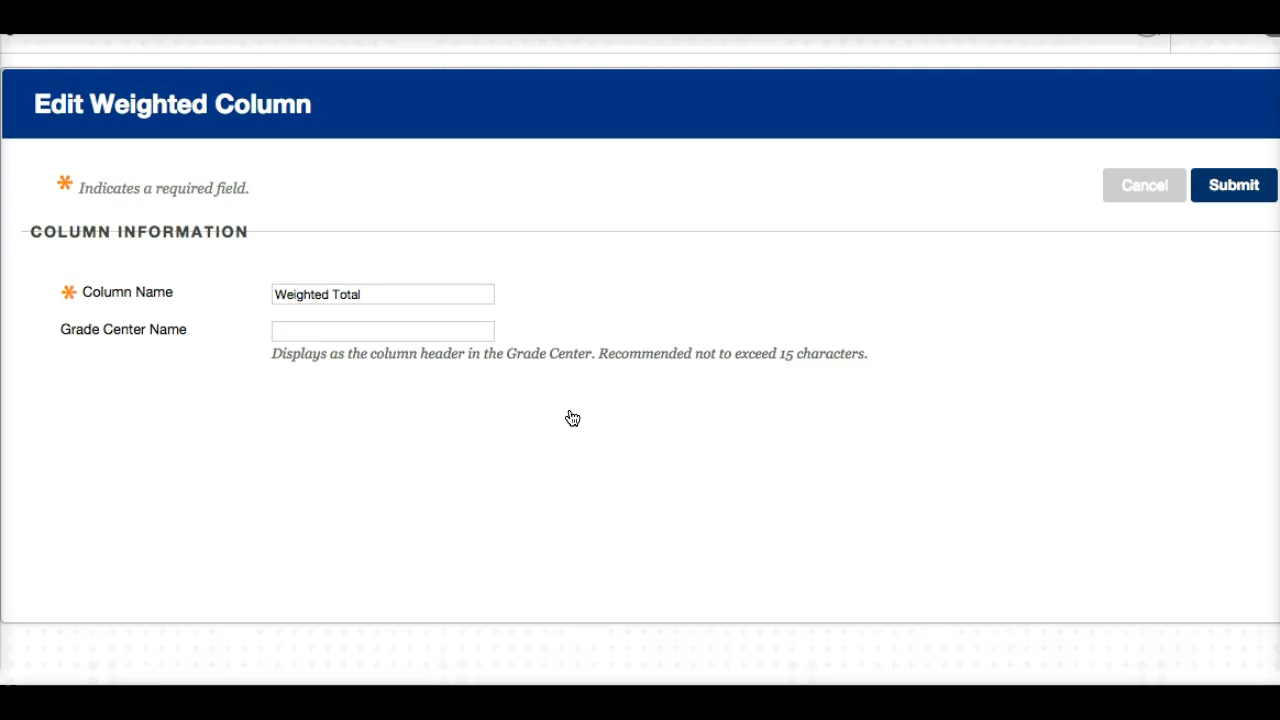 Edit Weighted Column
* Indicates a required field.
Cancel
Submit
COLUMN INFORMATION
* Column Name
Weighted Total
Grade Center Name
Displays as the column header in the Grade Center. Recommended not to exceed 15 characters.